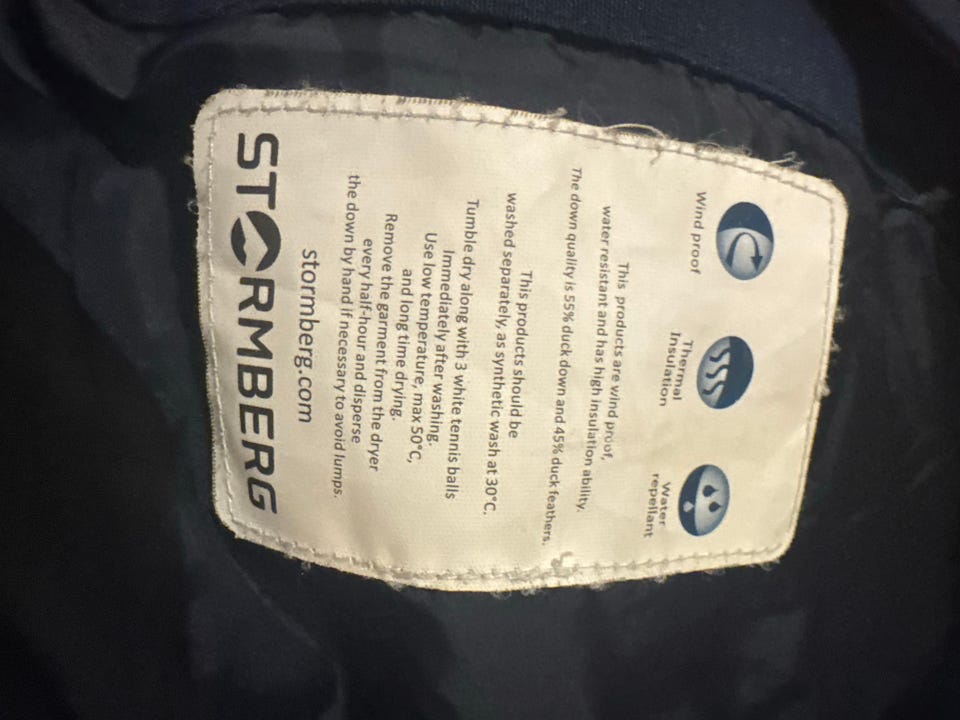 Wind proof
Thermal
Insulation
Water
repellant
This products are wind proof,
water resistant and has high insulation ability.
The down quality is 55% duck down and 45% duck feathers.
This products should be
washed separately, as synthetic wash at 30°C.
Tumble dry along with 3 white tennis balls
Immediately after washing.
Use low temperature, max 50°C,
and long time drying.
Remove the garment from the dryer
every half-hour and disperse
the down by hand if necessary to avoid lumps.
stormberg.com
STORMBERG